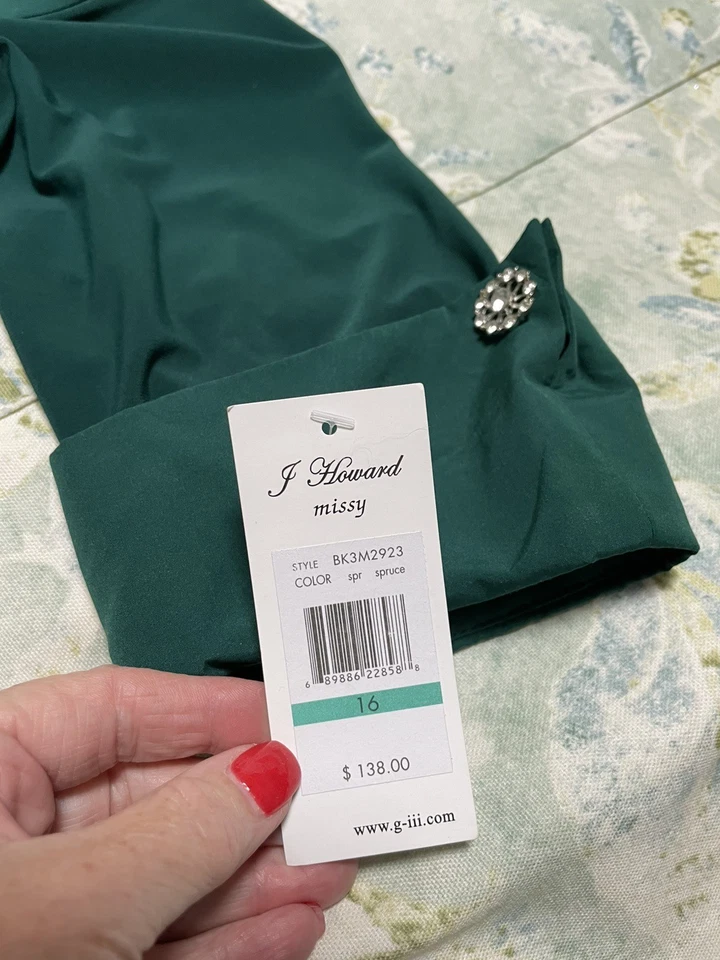 J Howard
missy
STYLE BK3M2923
COLOR spr spruce
6 89886 22858 8
16
$ 138.00
www.g-iii.com